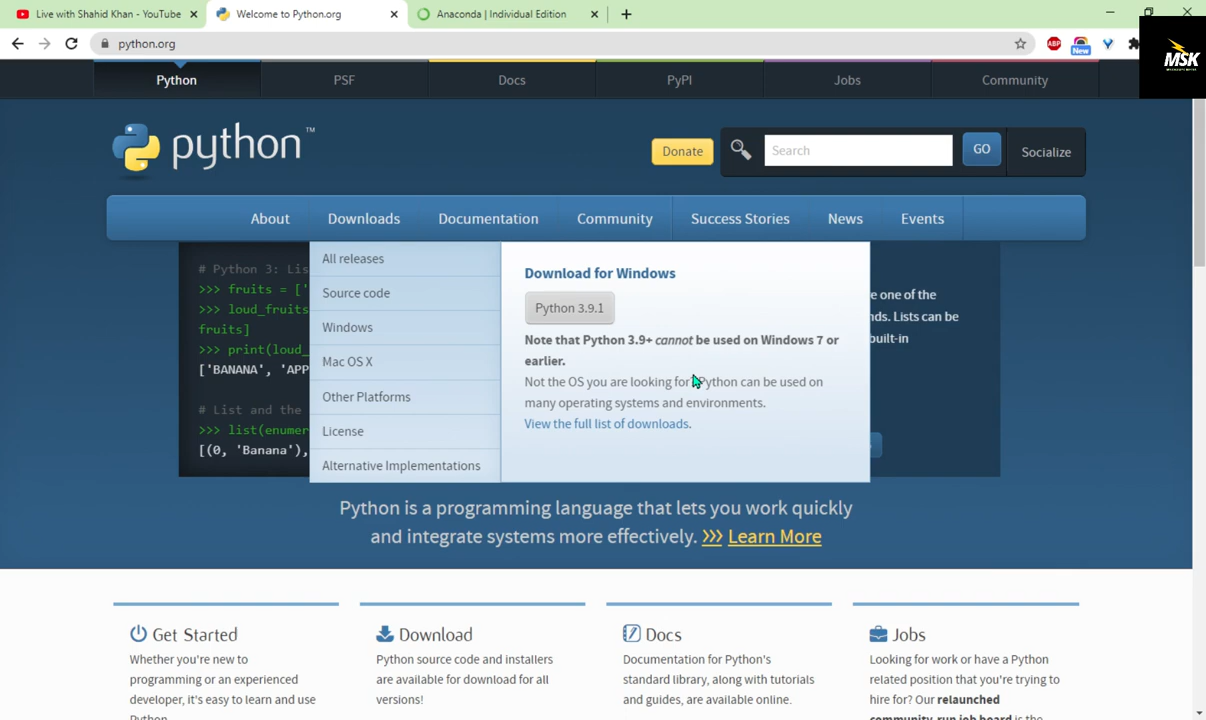 Live with Shahid Khan - YouTube
Welcome to Python.org
Anaconda | Individual Edition
python.org
ABP
New
MSK
Python
PSF
Docs
PyPI
Jobs
Community
python™
Donate
Search
GO
Socialize
About
Downloads
Documentation
Community
Success Stories
News
Events
# Python 3: Lis
>>> fruits = ['
>>> loud_fruits
fruits]
>>> print(loud_
['BANANA', 'APP
# List and the
>>> list(enumer
[(0, 'Banana'),
All releases
Source code
Windows
Mac OS X
Other Platforms
License
Alternative Implementations
Download for Windows
Python 3.9.1
Note that Python 3.9+ cannot be used on Windows 7 or
earlier.
Not the OS you are looking for Python can be used on
many operating systems and environments.
View the full list of downloads.
e one of the
nds. Lists can be
built-in
Python is a programming language that lets you work quickly
and integrate systems more effectively. >>> Learn More
Get Started
Whether you're new to
programming or an experienced
developer, it's easy to learn and use
Python.
Download
Python source code and installers
are available for download for all
versions!
Docs
Documentation for Python's
standard library, along with tutorials
and guides, are available online.
Jobs
Looking for work or have a Python
related position that you're trying to
hire for? Our relaunched
community-run job board is the